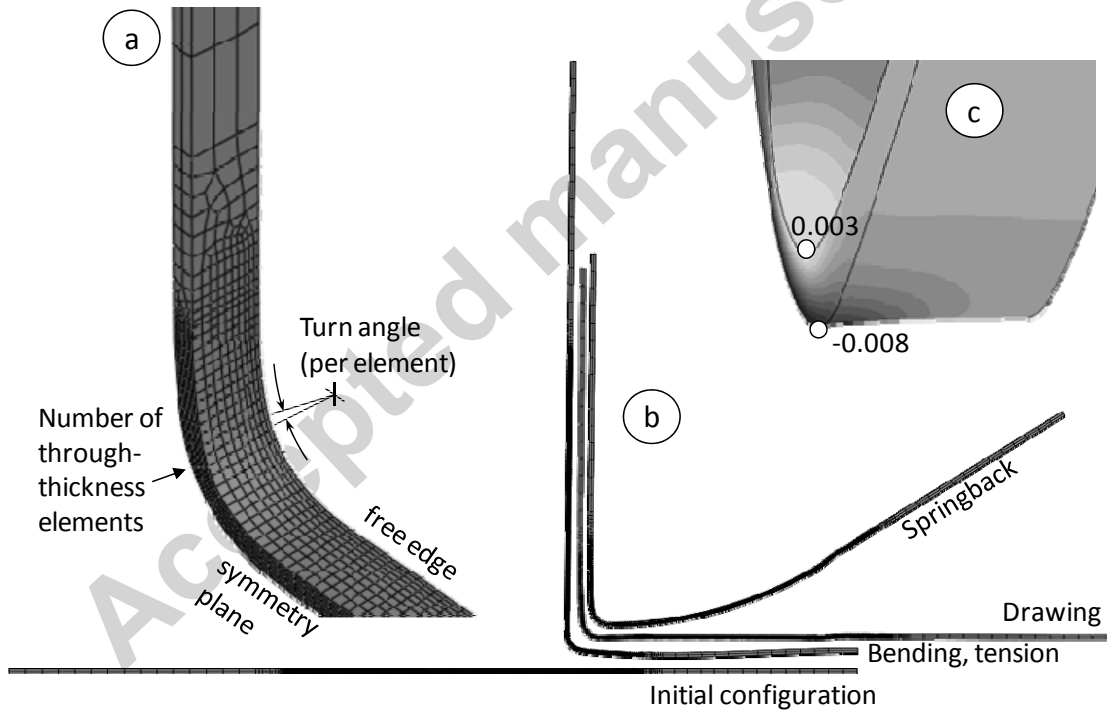 a
Turn angle
(per element)
Number of
through-
thickness
elements
free edge
symmetry
plane
b
Springback
Drawing
Bending, tension
Initial configuration
c
0.003
-0.008
Accepted manus